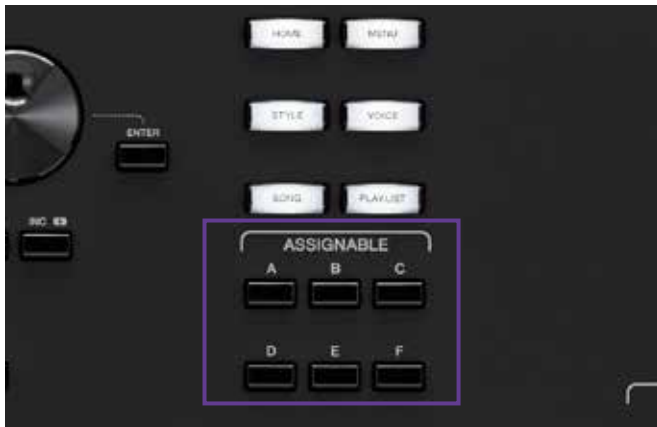 HOME MENU
STYLE VOICE
ENTER
SONG PLAYLIST
INC
ASSIGNABLE
A B C
D E F